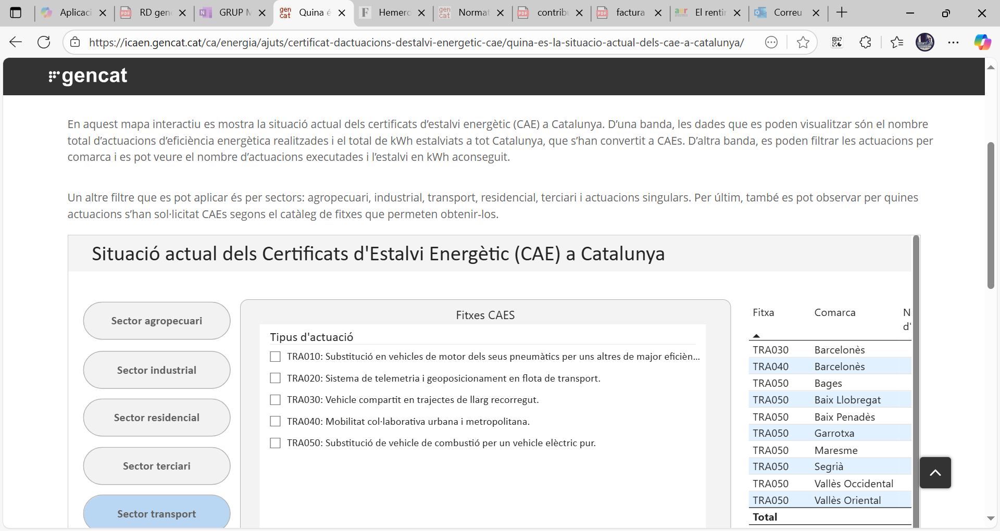 Aplicaci
RD gen
GRUP M
Quina é
Hemero
Normat
contribu
factura
El rentin
Correu
https://icaen.gencat.cat/ca/energia/ajuts/certificat-dactuacions-destalvi-energetic-cae/quina-es-la-situacio-actual-dels-cae-a-catalunya/
gencat
En aquest mapa interactiu es mostra la situació actual dels certificats d’estalvi energètic (CAE) a Catalunya. D’una banda, les dades que es poden visualitzar són el nombre
total d’actuacions d’eficiència energètica realitzades i el total de kWh estalviats a tot Catalunya, que s’han convertit a CAEs. D’altra banda, es poden filtrar les actuacions per
comarca i es pot veure el nombre d’actuacions executades i l’estalvi en kWh aconseguit.
Un altre filtre que es pot aplicar és per sectors: agropecuari, industrial, transport, residencial, terciari i actuacions singulars. Per últim, també es pot observar per quines
actuacions s’han sol·licitat CAEs segons el catàleg de fitxes que permeten obtenir-los.
Situació actual dels Certificats d'Estalvi Energètic (CAE) a Catalunya
Sector agropecuari
Sector industrial
Sector residencial
Sector terciari
Sector transport
Fitxes CAES
Tipus d'actuació
TRA010: Substitució en vehicles de motor dels seus pneumàtics per uns altres de major eficièn...
TRA020: Sistema de telemetria i geoposicionament en flota de transport.
TRA030: Vehicle compartit en trajectes de llarg recorregut.
TRA040: Mobilitat col·laborativa urbana i metropolitana.
TRA050: Substitució de vehicle de combustió per un vehicle elèctric pur.
Fitxa Comarca N
d'
TRA030 Barcelonès
TRA040 Barcelonès
TRA050 Bages
TRA050 Baix Llobregat
TRA050 Baix Penadès
TRA050 Garrotxa
TRA050 Maresme
TRA050 Segrià
TRA050 Vallès Occidental
TRA050 Vallès Oriental
Total